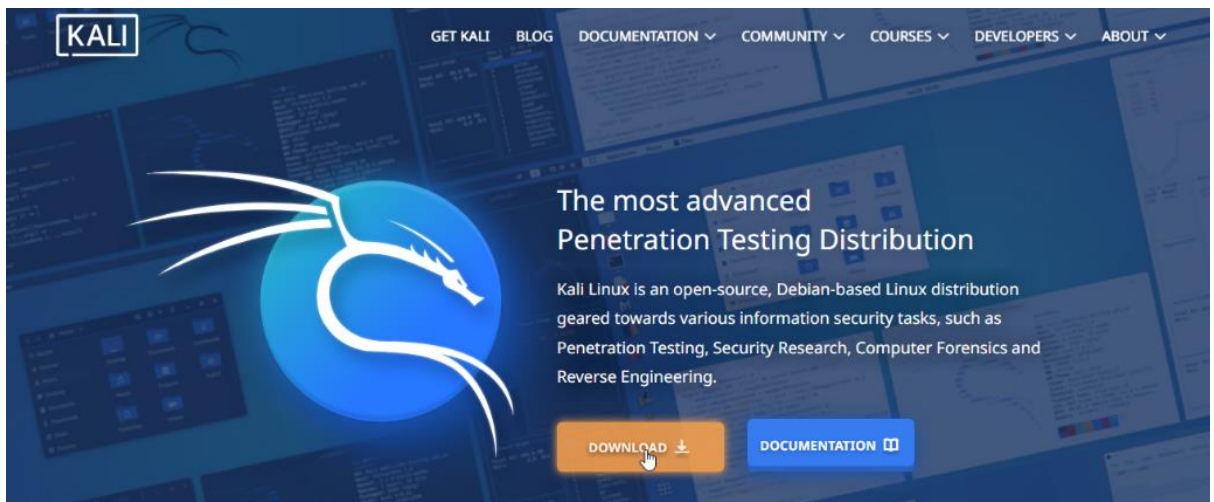 KALI
GET KALI BLOG DOCUMENTATION COMMUNITY COURSES DEVELOPERS ABOUT
The most advanced
Penetration Testing Distribution
Kali Linux is an open-source, Debian-based Linux distribution
geared towards various information security tasks, such as
Penetration Testing, Security Research, Computer Forensics and
Reverse Engineering.
DOWNLOAD DOCUMENTATION